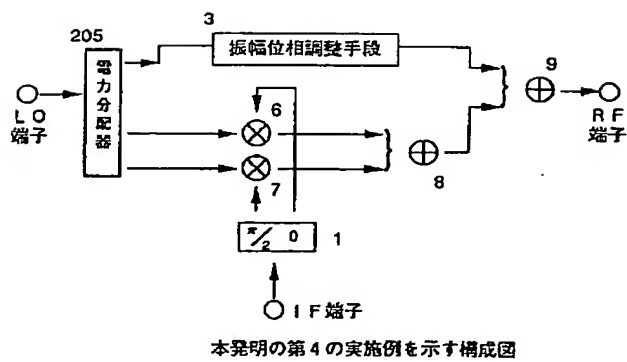 3
205
振幅位相調整手段
9
電力分配器
LO
端子
6
RF
端子
7
8
π/2 0
1
IF端子
本発明の第4の実施例を示す構成図